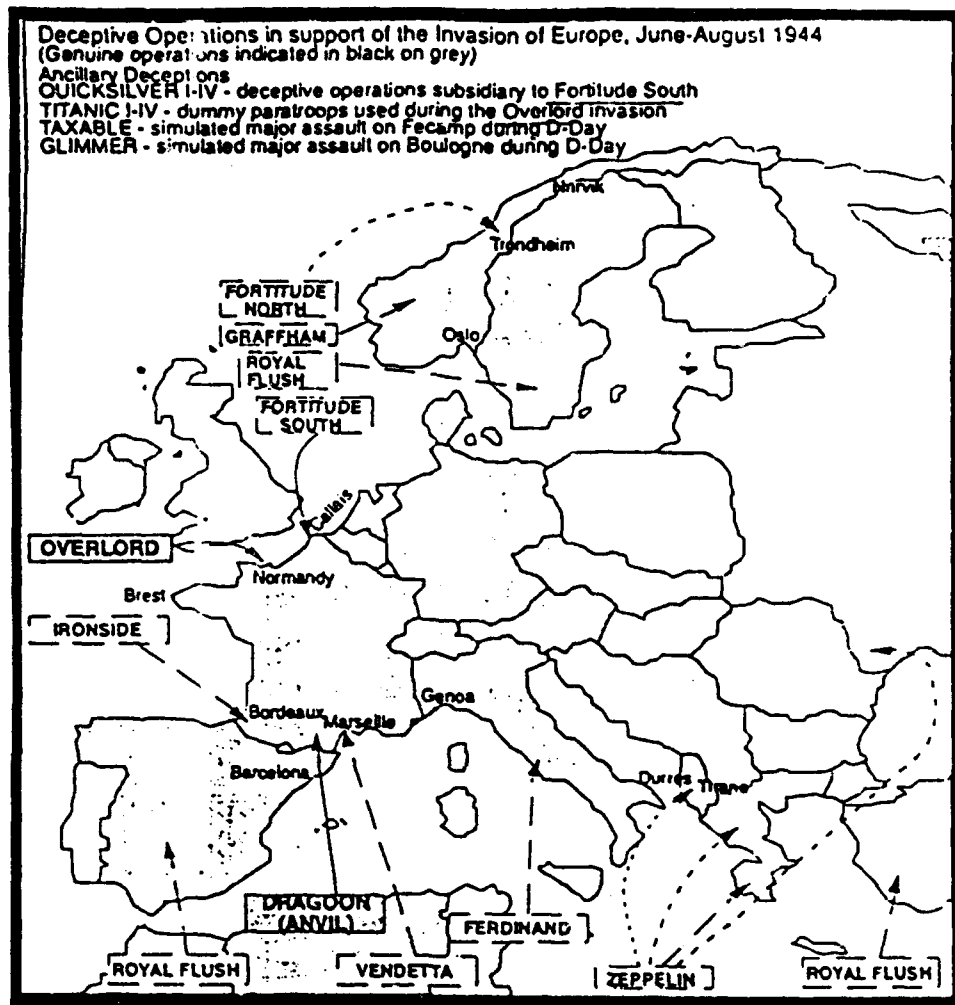 Deceptive Operations in support of the Invasion of Europe, June-August 1944
(Genuine operations indicated in black on grey)
Ancillary Deceptions
QUICKSILVER I-IV - deceptive operations subsidiary to Fortitude South
TITANIC I-IV - dummy paratroops used during the Overlord invasion
TAXABLE - simulated major assault on Fecamp during D-Day
GLIMMER - simulated major assault on Boulogne during D-Day
Narvik
Trondheim
FORTITUDE
NORTH
GRAFFHAM
Oslo
ROYAL
FLUSH
FORTITUDE
SOUTH
Callais
OVERLORD
Normandy
Brest
IRONSIDE
Genoa
Bordeaux
Marseille
Barcelona
Durres
Tirane
DRAGOON
(ANVIL)
FERDINAND
ROYAL FLUSH
VENDETTA
ZEPPELIN
ROYAL FLUSH